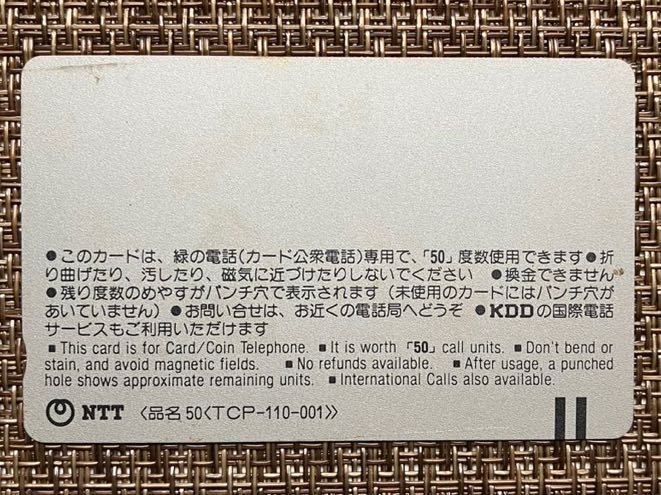 ●このカードは、緑の電話(カード公衆電話)専用で、「50」度数使用できます●折
り曲げたり、汚したり、磁気に近づけたりしないでください ●換金できません
●残り度数のめやすがパンチ穴で表示されます(未使用のカードにはパンチ穴が
あいていません)●お問い合せは、お近くの電話局へどうぞ ●KDDの国際電話
サービスもご利用いただけます
■This card is for Card/Coin Telephone. ■It is worth「50」call units. ■Don't bend or
stain, and avoid magnetic fields. ■No refunds available. ■After usage, a punched
hole shows approximate remaining units. ■International Calls also available.
NTT 〈品名 50〈TCP-110-001〉〉